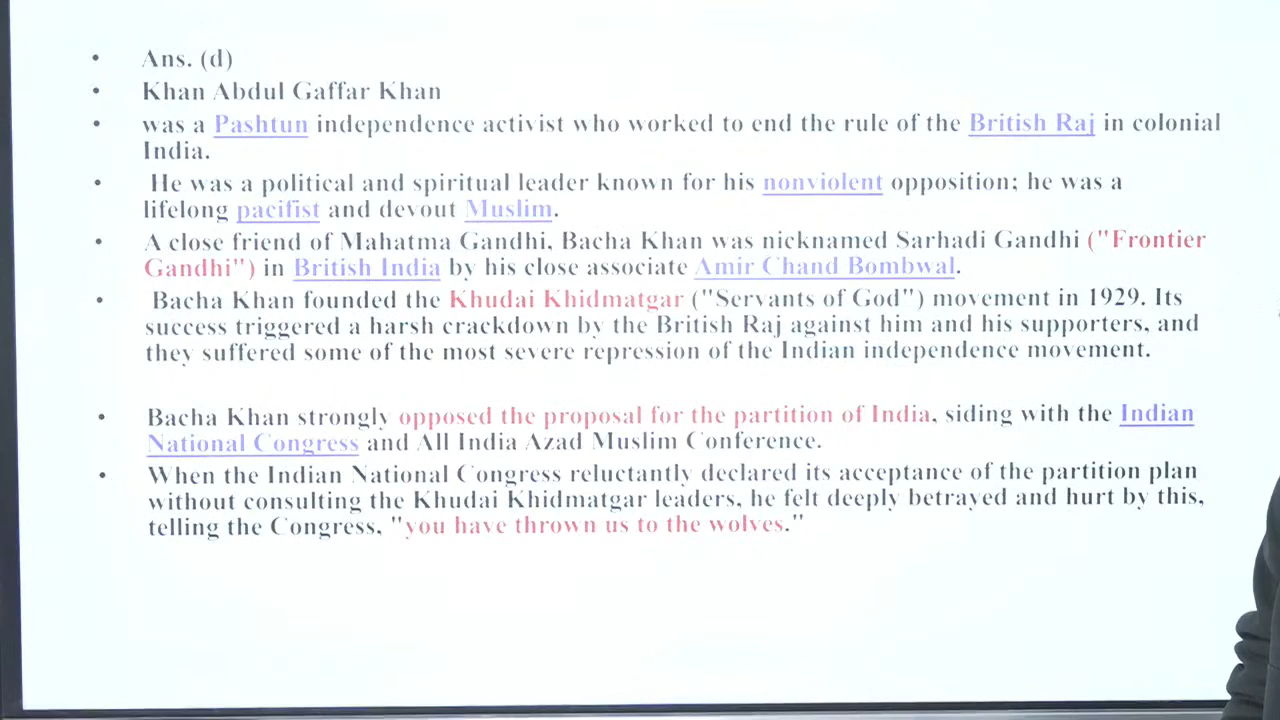 • Ans. (d)
• Khan Abdul Gaffar Khan
• was a Pashtun independence activist who worked to end the rule of the British Raj in colonial
India.
• He was a political and spiritual leader known for his nonviolent opposition; he was a
lifelong pacifist and devout Muslim.
• A close friend of Mahatma Gandhi, Bacha Khan was nicknamed Sarhadi Gandhi ("Frontier
Gandhi") in British India by his close associate Amir Chand Bombwal.
• Bacha Khan founded the Khudai Khidmatgar ("Servants of God") movement in 1929. Its
success triggered a harsh crackdown by the British Raj against him and his supporters, and
they suffered some of the most severe repression of the Indian independence movement.
• Bacha Khan strongly opposed the proposal for the partition of India, siding with the Indian
National Congress and All India Azad Muslim Conference.
• When the Indian National Congress reluctantly declared its acceptance of the partition plan
without consulting the Khudai Khidmatgar leaders, he felt deeply betrayed and hurt by this,
telling the Congress, "you have thrown us to the wolves."